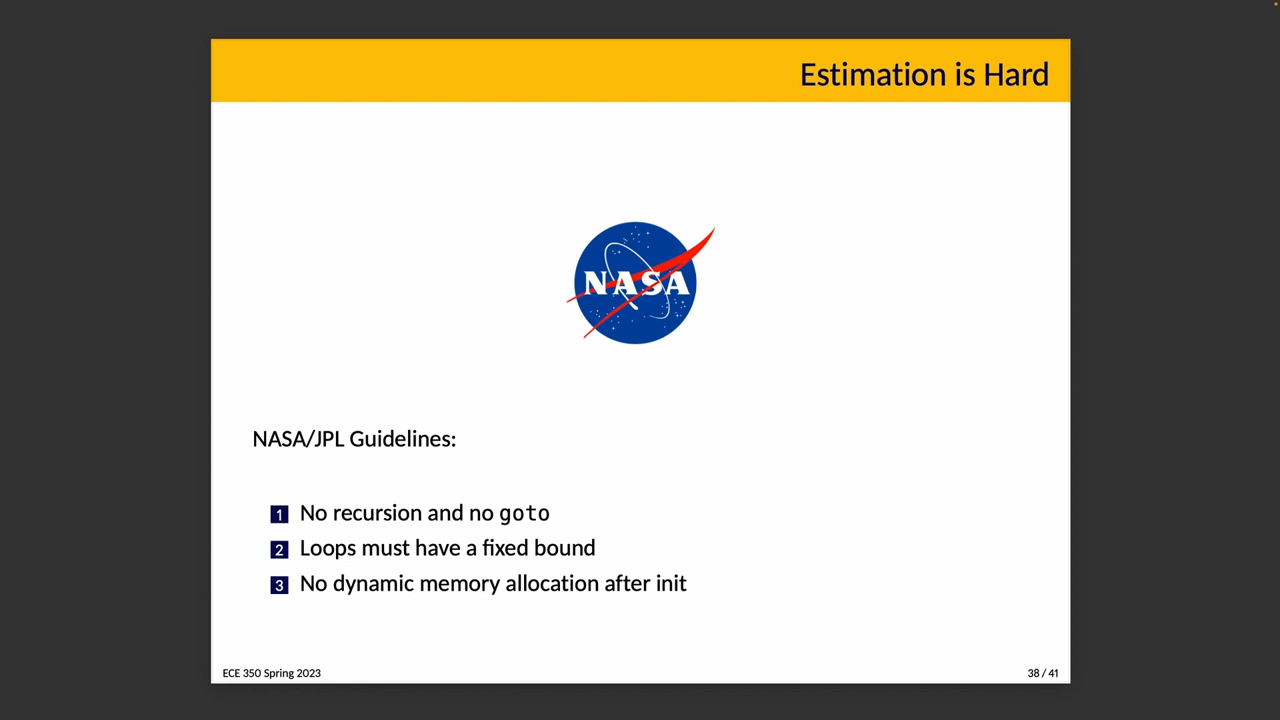 Estimation is Hard
NASA
NASA/JPL Guidelines:
1 No recursion and no goto
2 Loops must have a fixed bound
3 No dynamic memory allocation after init
ECE 350 Spring 2023
38 / 41